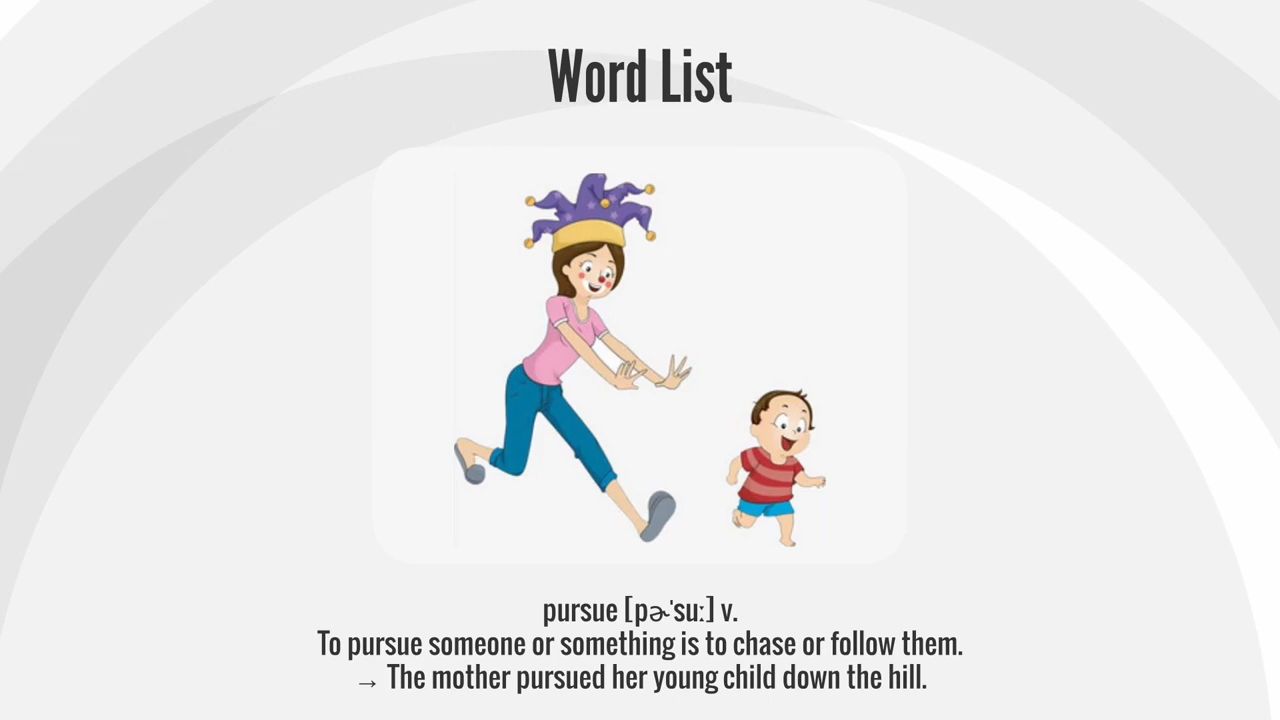 Word List
pursue [pɚˈsuː] v.
To pursue someone or something is to chase or follow them.
→ The mother pursued her young child down the hill.